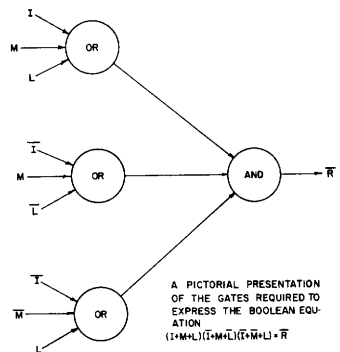 I
M
L
OR
I̅
M
L̅
OR
AND
R̅
I̅
M̅
L
OR
A PICTORIAL PRESENTATION
OF THE GATES REQUIRED TO
EXPRESS THE BOOLEAN EQU-
ATION
(I+M+L)(I̅+M+L̅)(I̅+M̅+L) = R̅